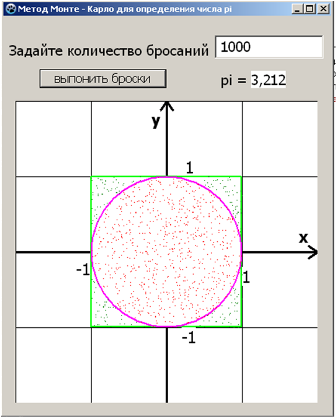 Метод Монте - Карло для определения числа pi
Задайте количество бросаний 1000
выпонить броски
pi = 3,212
y
1
x
-1
1
-1